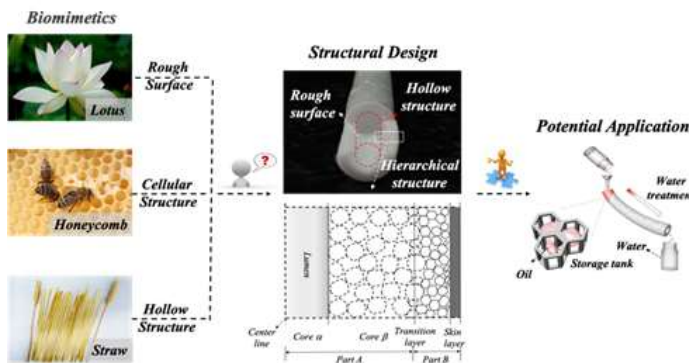 Biomimetics
Rough
Surface
Lotus
Cellular
Structure
Honeycomb
Hollow
Structure
Straw
?
Structural Design
Rough
surface
Hollow
structure
Hierarchical
structure
Lumen
Center
line
Core α
Core β
Transition
layer
Skin
layer
Part A
Part B
Potential Application
Water
treatment
Water
Oil
Storage tank